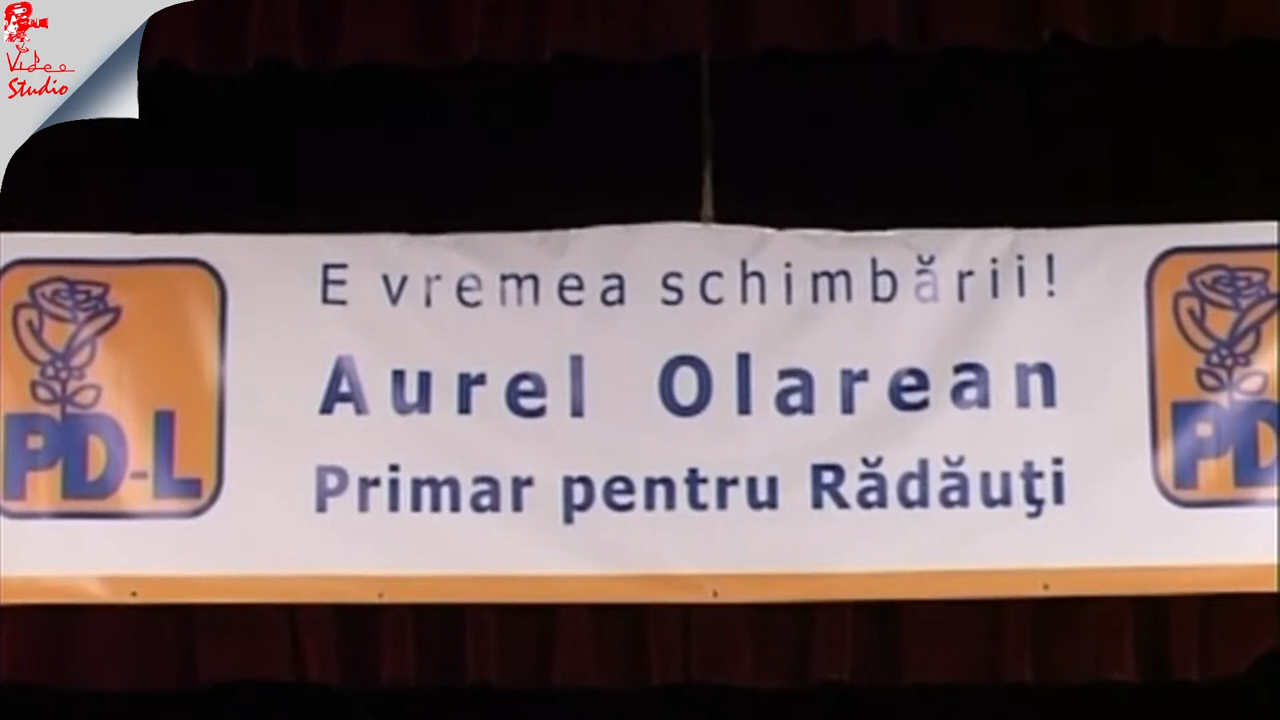 Video
Studio
E vremea schimbării!
Aurel Olarean
Primar pentru Rădăuţi
PD-L
PD